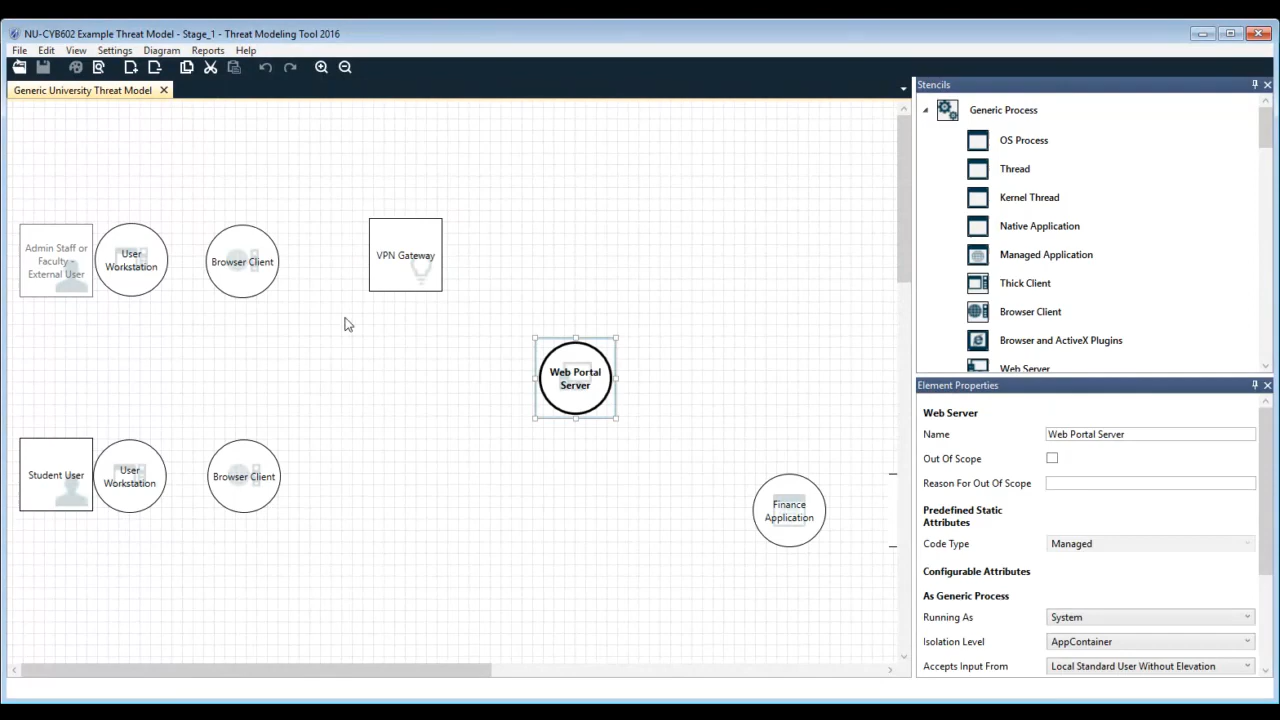 NU-CYB602 Example Threat Model - Stage_1 - Threat Modeling Tool 2016
File Edit View Settings Diagram Reports Help
Generic University Threat Model
Admin Staff or
Faculty -
External User
User
Workstation
Browser Client
VPN Gateway
Web Portal
Server
Student User
User
Workstation
Browser Client
Finance
Application
Stencils
Generic Process
OS Process
Thread
Kernel Thread
Native Application
Managed Application
Thick Client
Browser Client
Browser and ActiveX Plugins
Web Server
Element Properties
Web Server
Name Web Portal Server
Out Of Scope
Reason For Out Of Scope
Predefined Static
Attributes
Code Type Managed
Configurable Attributes
As Generic Process
Running As System
Isolation Level AppContainer
Accepts Input From Local Standard User Without Elevation